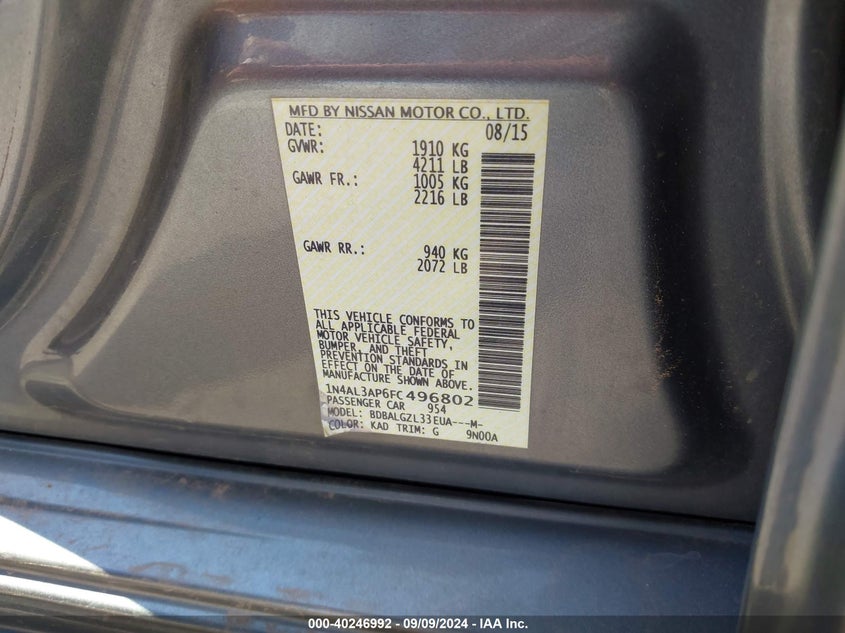 MFD BY NISSAN MOTOR CO., LTD.
DATE: 08/15
GVWR: 1910 KG
4211 LB
GAWR FR.: 1005 KG
2216 LB
GAWR RR.: 940 KG
2072 LB
THIS VEHICLE CONFORMS TO
ALL APPLICABLE FEDERAL
MOTOR VEHICLE SAFETY,
BUMPER, AND THEFT
PREVENTION STANDARDS IN
EFFECT ON THE DATE OF
MANUFACTURE SHOWN ABOVE.
1N4AL3AP6FC496802
PASSENGER CAR 954
MODEL: BDBALGZL33EUA---M-
COLOR: KAD TRIM: G 9N00A
000-40246992 - 09/09/2024 - IAA Inc.